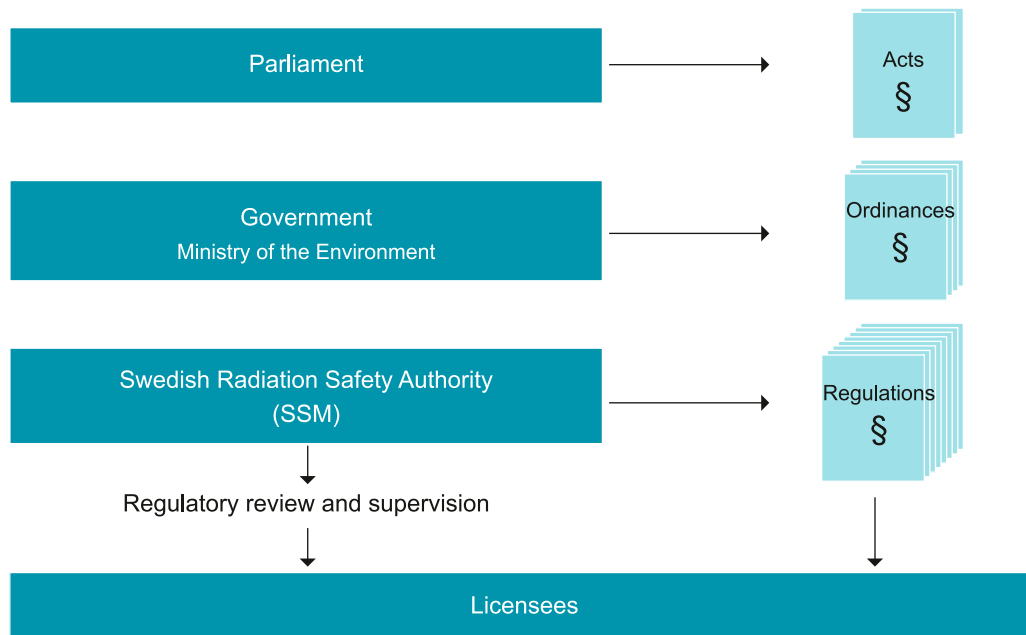 Parliament
Acts
§
Government
Ministry of the Environment
Ordinances
§
Swedish Radiation Safety Authority
(SSM)
Regulations
§
Regulatory review and supervision
Licensees